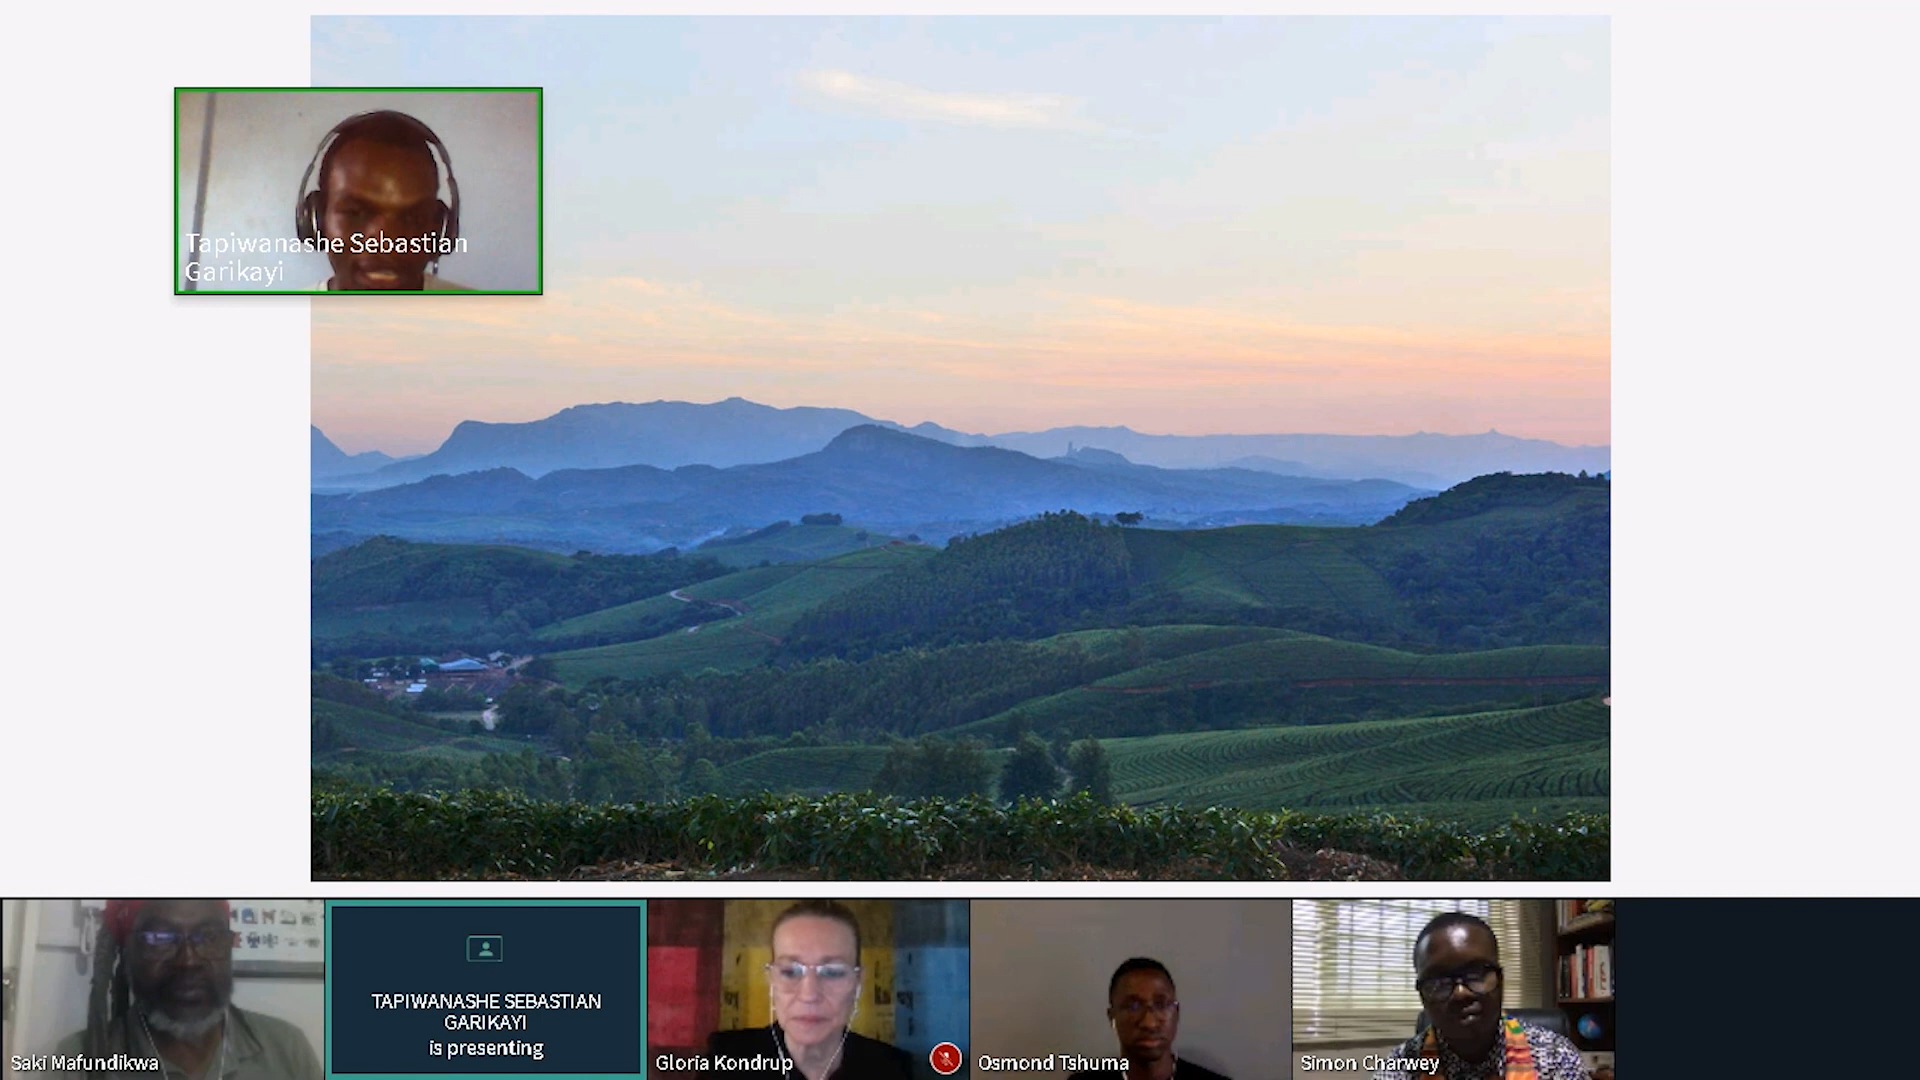 Tapiwanashe Sebastian
Garikayi
Saki Mafundikwa
TAPIWANASHE SEBASTIAN
GARIKAYI
is presenting
Gloria Kondrup
Osmond Tshuma
Simon Charwey